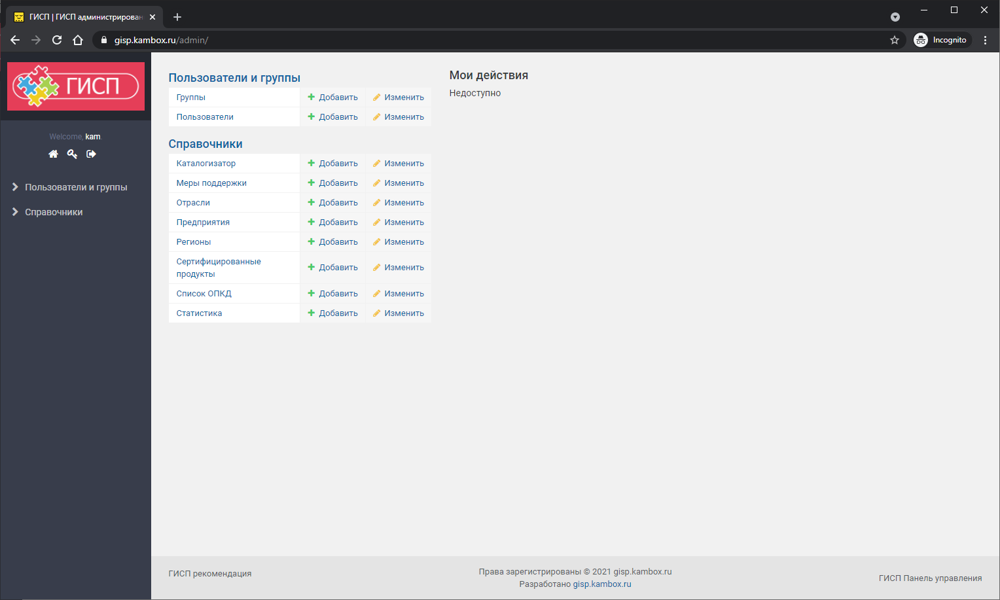 ГИСП | ГИСП администрирован
gisp.kambox.ru/admin/
Incognito
ГИСП
Welcome, kam.
Пользователи и группы
Справочники
Пользователи и группы
Группы Добавить Изменить
Пользователи Добавить Изменить
Справочники
Каталогизатор Добавить Изменить
Меры поддержки Добавить Изменить
Отрасли Добавить Изменить
Предприятия Добавить Изменить
Регионы Добавить Изменить
Сертифицированные
продукты Добавить Изменить
Список ОПКД Добавить Изменить
Статистика Добавить Изменить
Мои действия
Недоступно
ГИСП рекомендация
Права зарегистрированы © 2021 gisp.kambox.ru
Разработано gisp.kambox.ru
ГИСП Панель управления